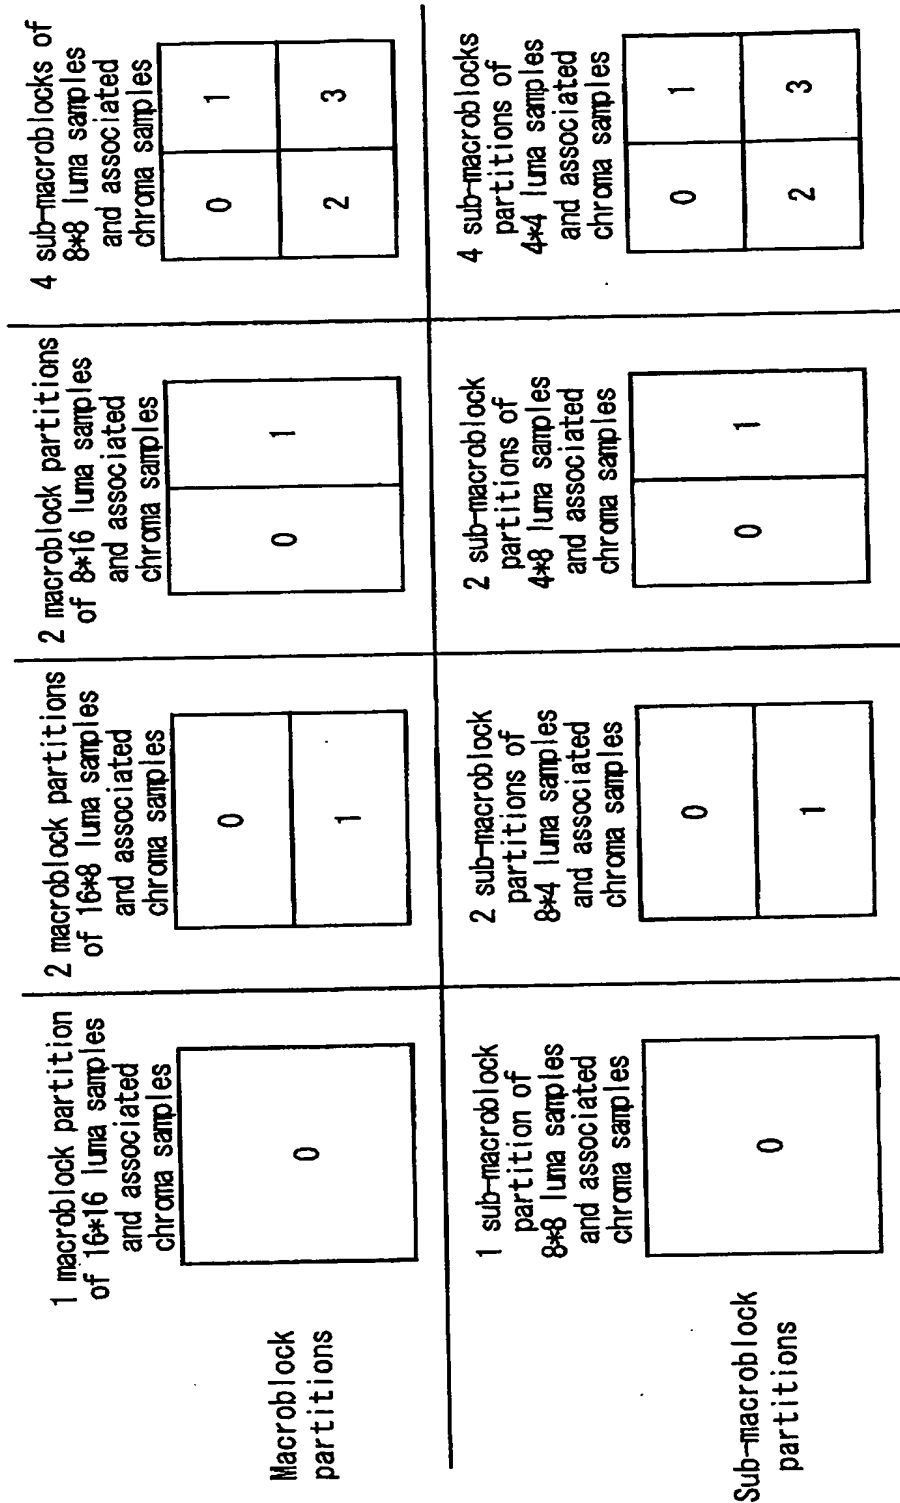 1 macroblock partition
of 16*16 luma samples
and associated
chroma samples
2 macroblock partitions
of 16*8 luma samples
and associated
chroma samples
2 macroblock partitions
of 8*16 luma samples
and associated
chroma samples
4 sub-macroblocks of
8*8 luma samples
and associated
chroma samples
Macroblock
partitions
0
0
1
0
1
0
1
2
3
1 sub-macroblock
partition of
8*8 luma samples
and associated
chroma samples
2 sub-macroblock
partitions of
8*4 luma samples
and associated
chroma samples
2 sub-macroblock
partitions of
4*8 luma samples
and associated
chroma samples
4 sub-macroblocks
partitions of
4*4 luma samples
and associated
chroma samples
Sub-macroblock
partitions
0
0
1
0
1
0
1
2
3